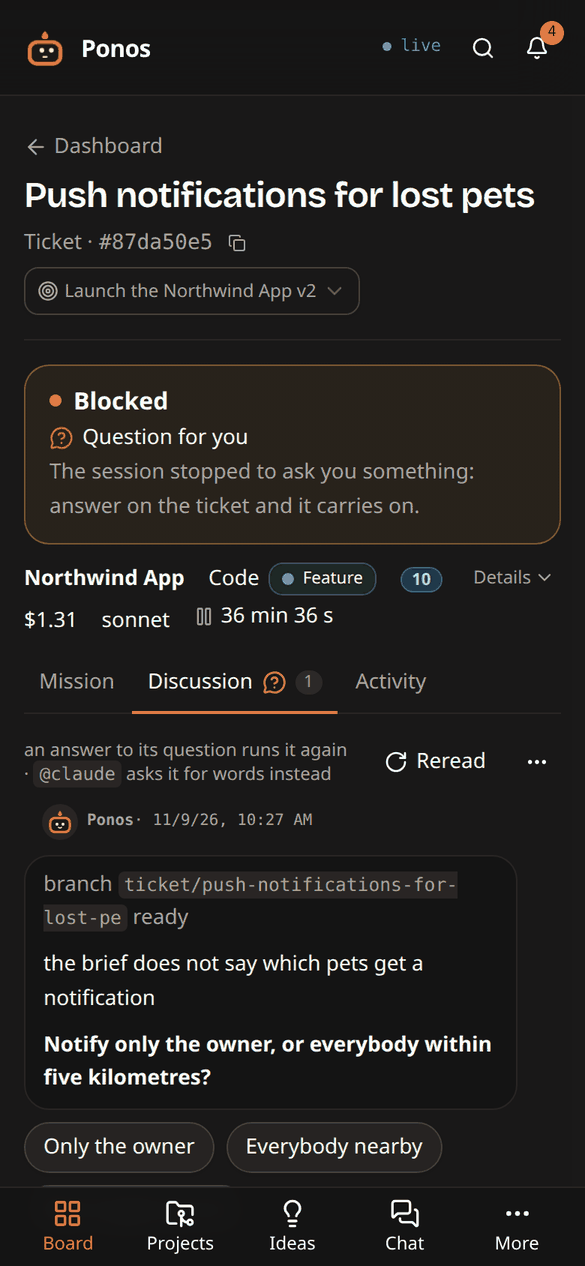 Ponos
live
4
Dashboard
Push notifications for lost pets
Ticket · #87da50e5
Launch the Northwind App v2
Blocked
Question for you
The session stopped to ask you something:
answer on the ticket and it carries on.
Northwind App Code Feature 10 Details
$1.31 sonnet 36 min 36 s
Mission Discussion 1 Activity
an answer to its question runs it again
· @claude asks it for words instead
Reread
Ponos· 11/9/26, 10:27 AM
branch ticket/push-notifications-for-
lost-pe ready
the brief does not say which pets get a
notification
Notify only the owner, or everybody within
five kilometres?
Only the owner Everybody nearby
Board Projects Ideas Chat More